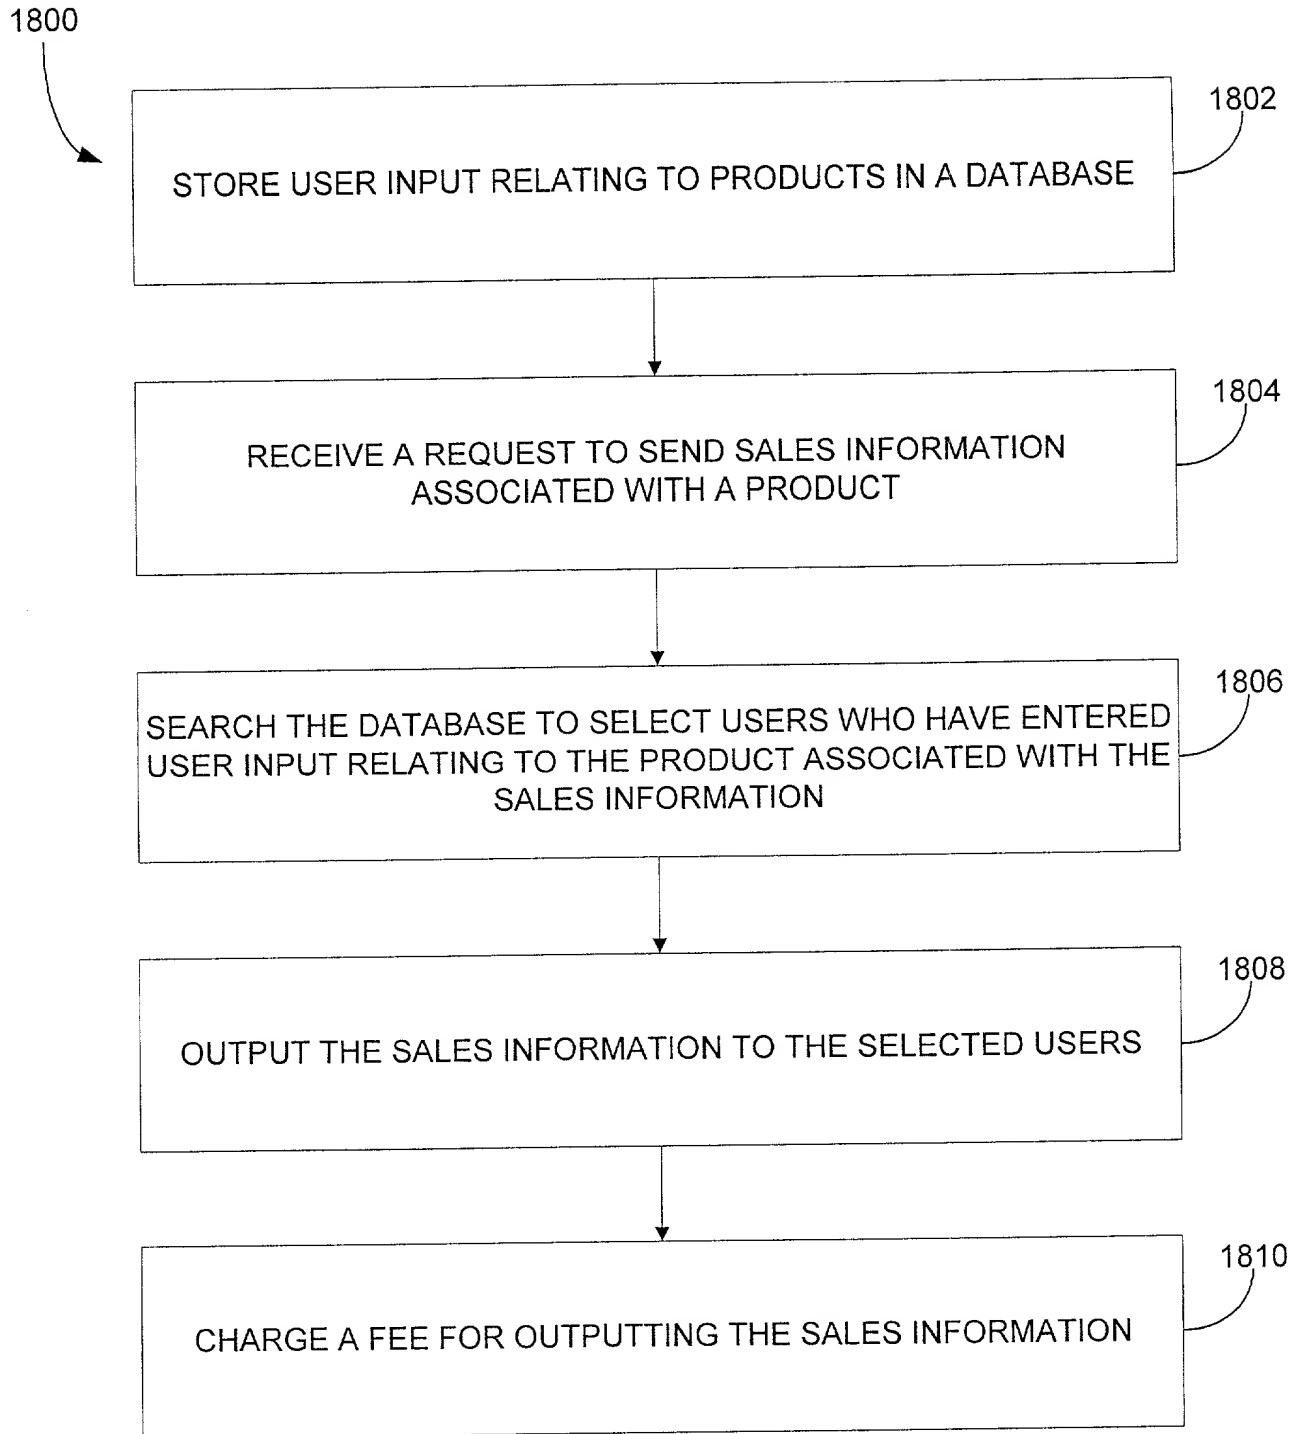 1800
1802
STORE USER INPUT RELATING TO PRODUCTS IN A DATABASE
1804
RECEIVE A REQUEST TO SEND SALES INFORMATION
ASSOCIATED WITH A PRODUCT
1806
SEARCH THE DATABASE TO SELECT USERS WHO HAVE ENTERED
USER INPUT RELATING TO THE PRODUCT ASSOCIATED WITH THE
SALES INFORMATION
1808
OUTPUT THE SALES INFORMATION TO THE SELECTED USERS
1810
CHARGE A FEE FOR OUTPUTTING THE SALES INFORMATION